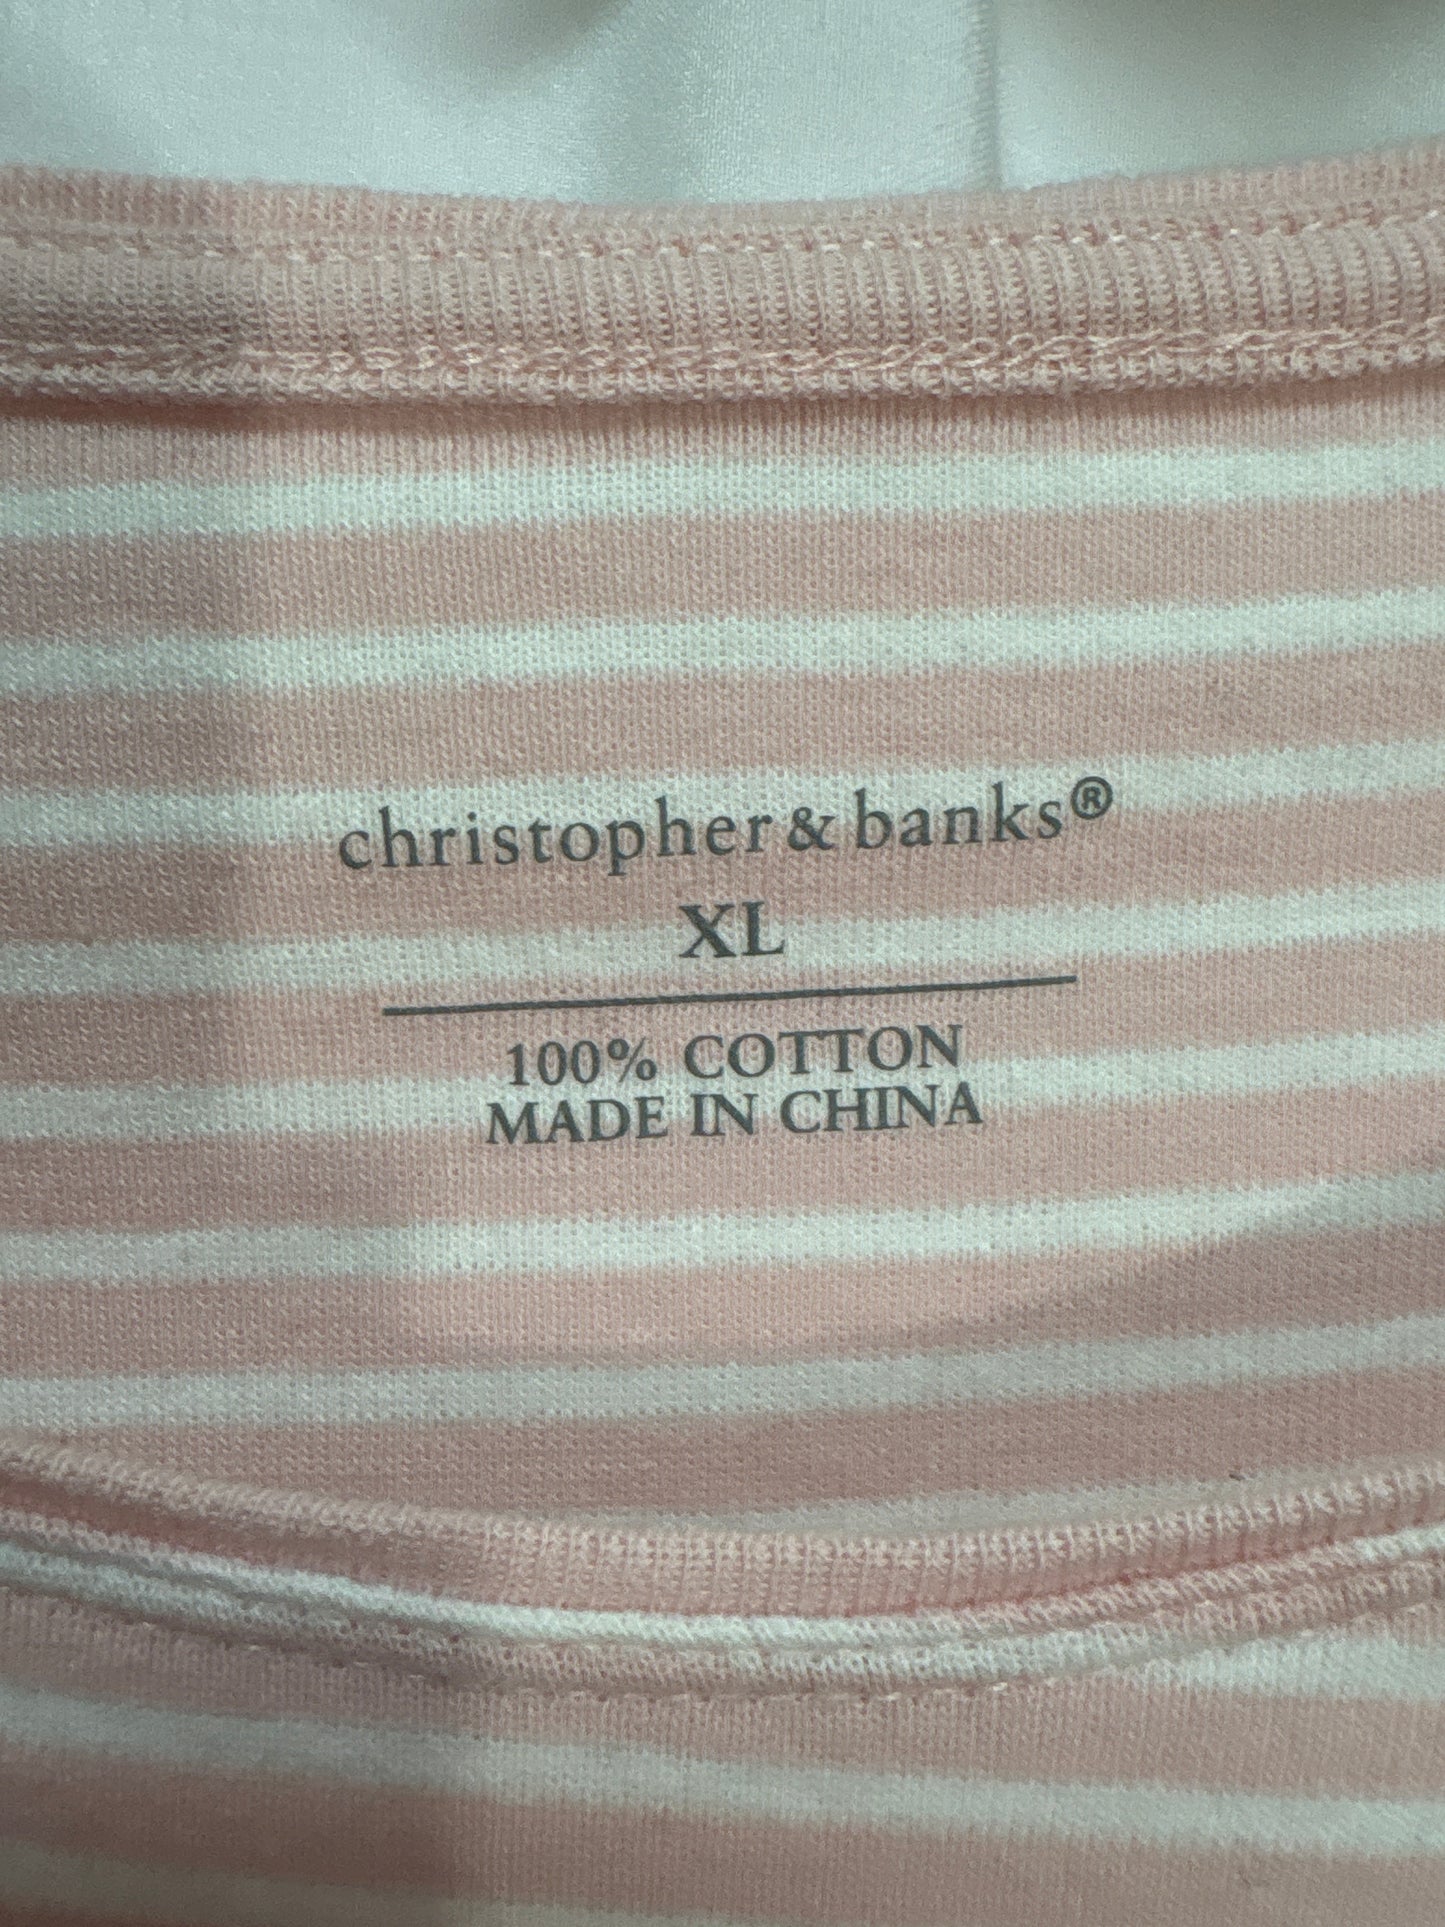 christopher & banks®
XL
100% COTTON
MADE IN CHINA